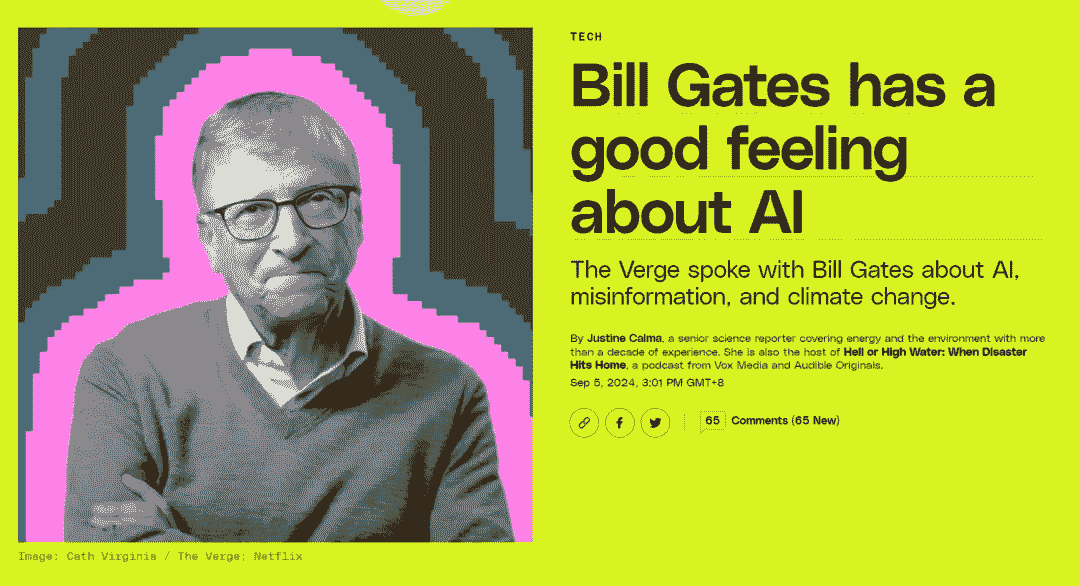 TECH
Bill Gates has a
good feeling
about AI
The Verge spoke with Bill Gates about AI,
misinformation, and climate change.
By Justine Calma, a senior science reporter covering energy and the environment with more
than a decade of experience. She is also the host of Hell or High Water: When Disaster
Hits Home, a podcast from Vox Media and Audible Originals.
Sep 5, 2024, 3:01 PM GMT+8
65 Comments (65 New)
Image: Cath Virginia / The Verge; Netflix